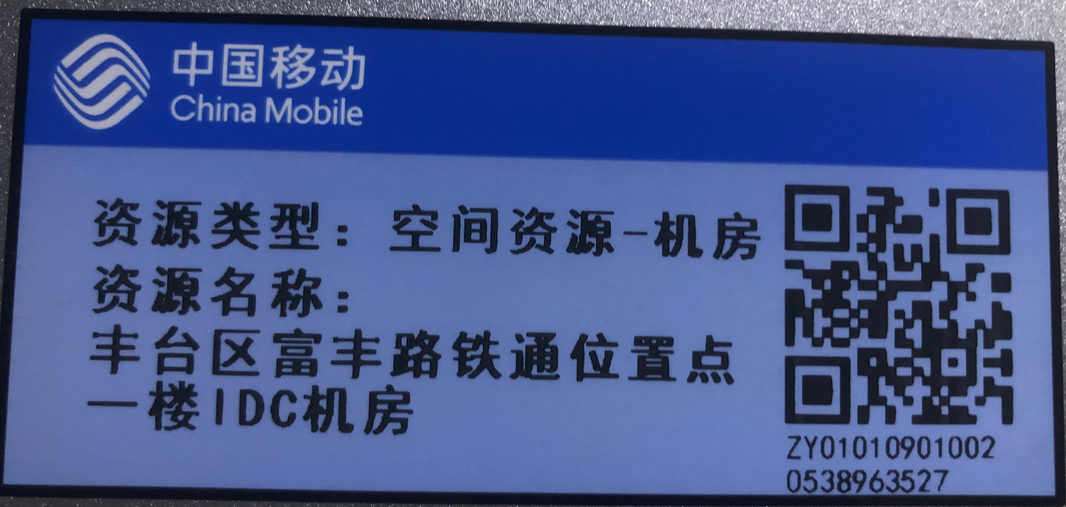 中国移动
China Mobile
资源类型：空间资源-机房
资源名称：
丰台区富丰路铁通位置点
一楼IDC机房
ZY01010901002
0538963527